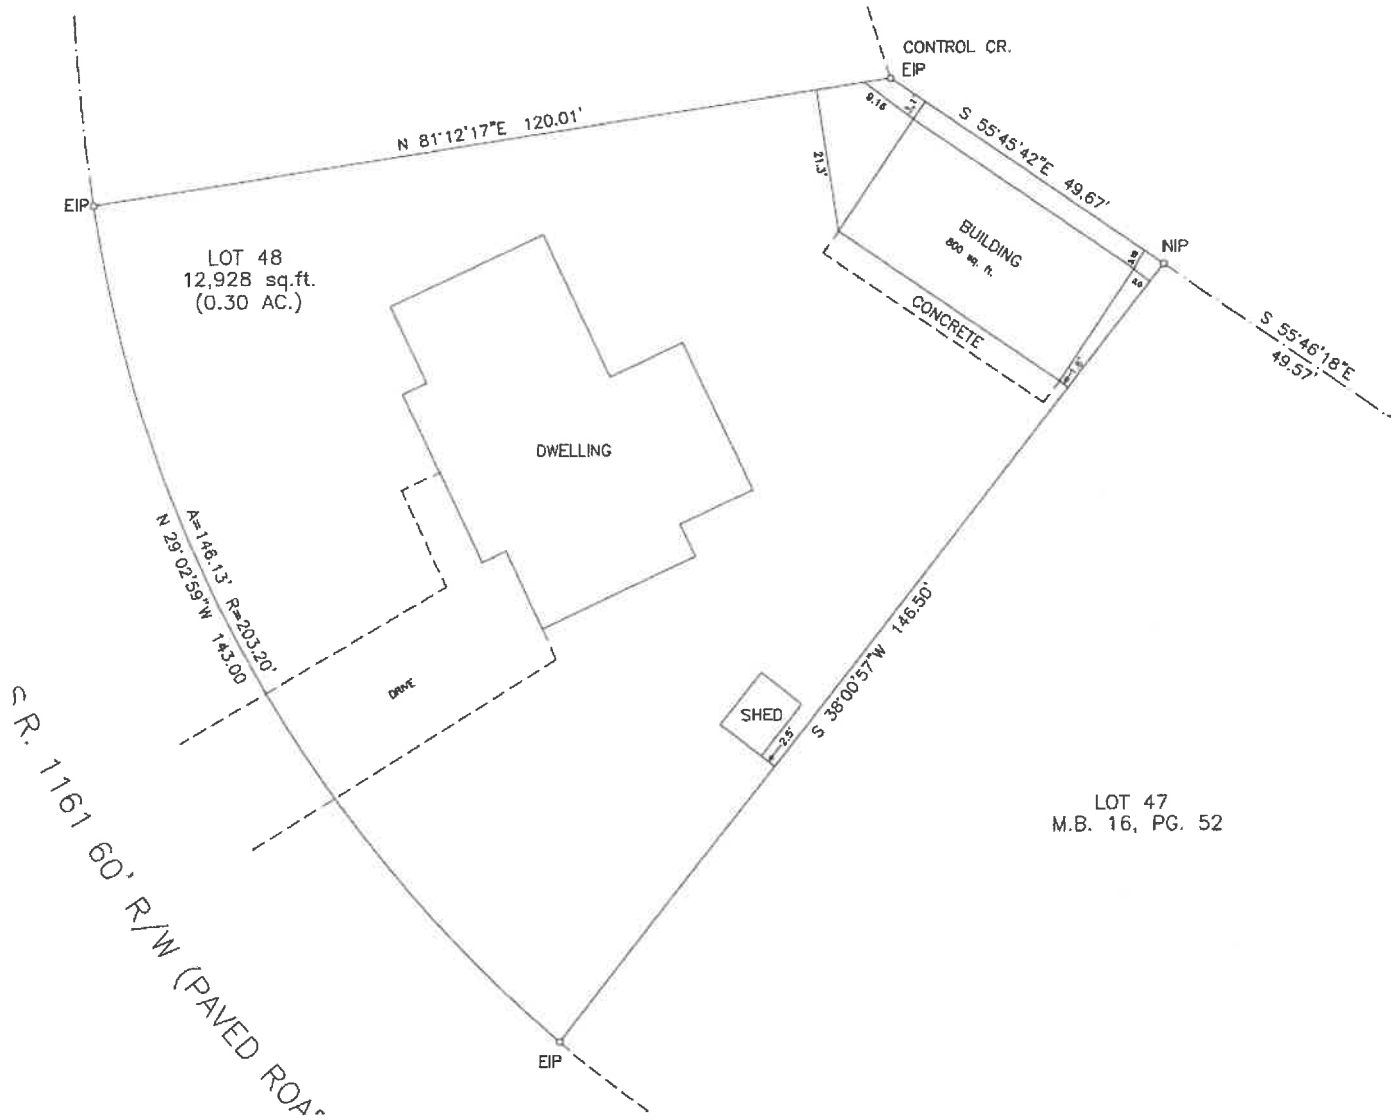 CONTROL CR.
EIP
N 81°12'17"E 120.01'
9.16
S 55°45'42"E 49.67'
21.3'
EIP
LOT 48
12,928 sq.ft.
(0.30 AC.)
BUILDING
800 sq. ft.
NIP
CONCRETE
S 55°46'18"E
49.57'
DWELLING
A=146.13' R=203.20'
N 29°02'59"W 143.00
DRIVE
S 38°00'57"W 146.50'
SHED
2.5'
LOT 47
M.B. 16, PG. 52
R. 1161 60' R/W (PAVED ROA
EIP